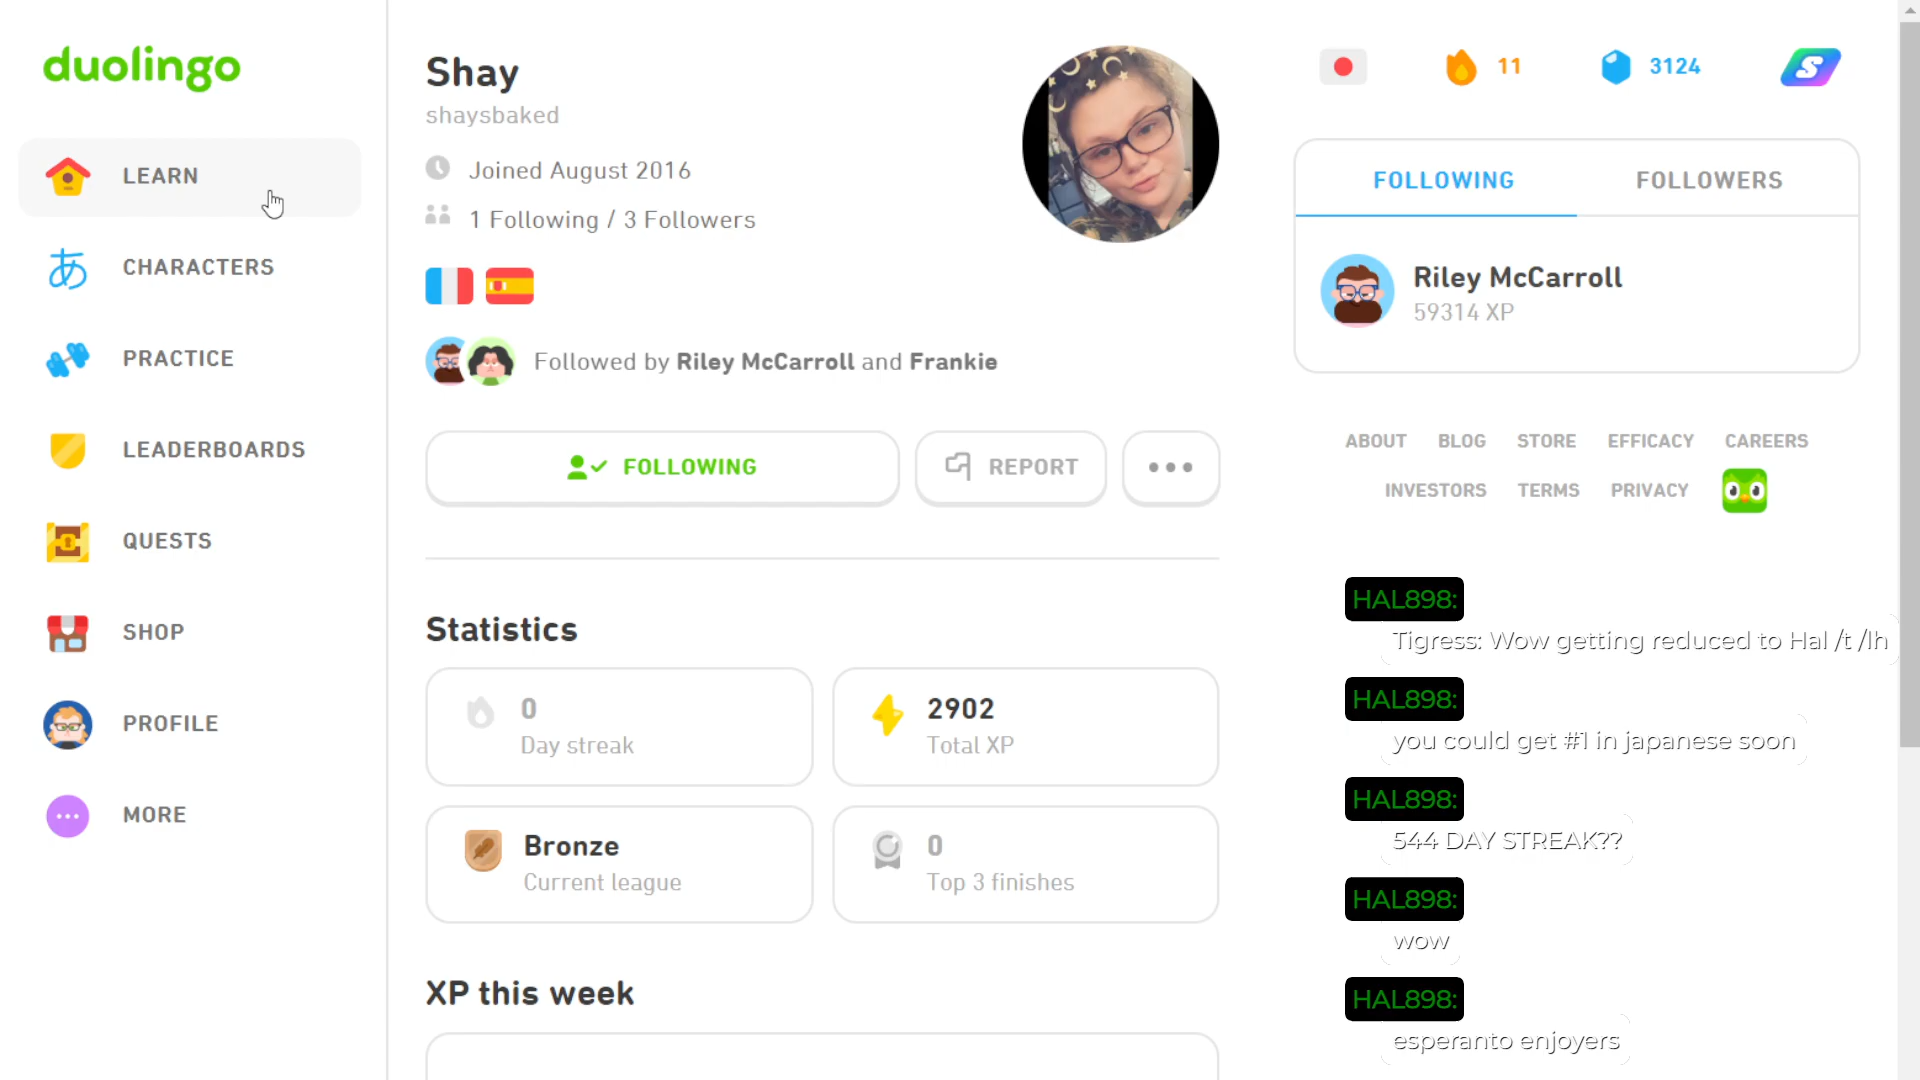 duolingo
LEARN
CHARACTERS
PRACTICE
LEADERBOARDS
QUESTS
SHOP
PROFILE
MORE
Shay
shaysbaked
Joined August 2016
1 Following / 3 Followers
Followed by Riley McCarroll and Frankie
FOLLOWING
REPORT
Statistics
0
Day streak
2902
Total XP
Bronze
Current league
0
Top 3 finishes
XP this week
11
3124
S
FOLLOWING
FOLLOWERS
Riley McCarroll
59314 XP
ABOUT BLOG STORE EFFICACY CAREERS
INVESTORS TERMS PRIVACY
HAL898:
Tigress: Wow getting reduced to Hal /t /lh
HAL898:
you could get #1 in japanese soon
HAL898:
544 DAY STREAK??
HAL898:
wow
HAL898:
esperanto enjoyers
あ